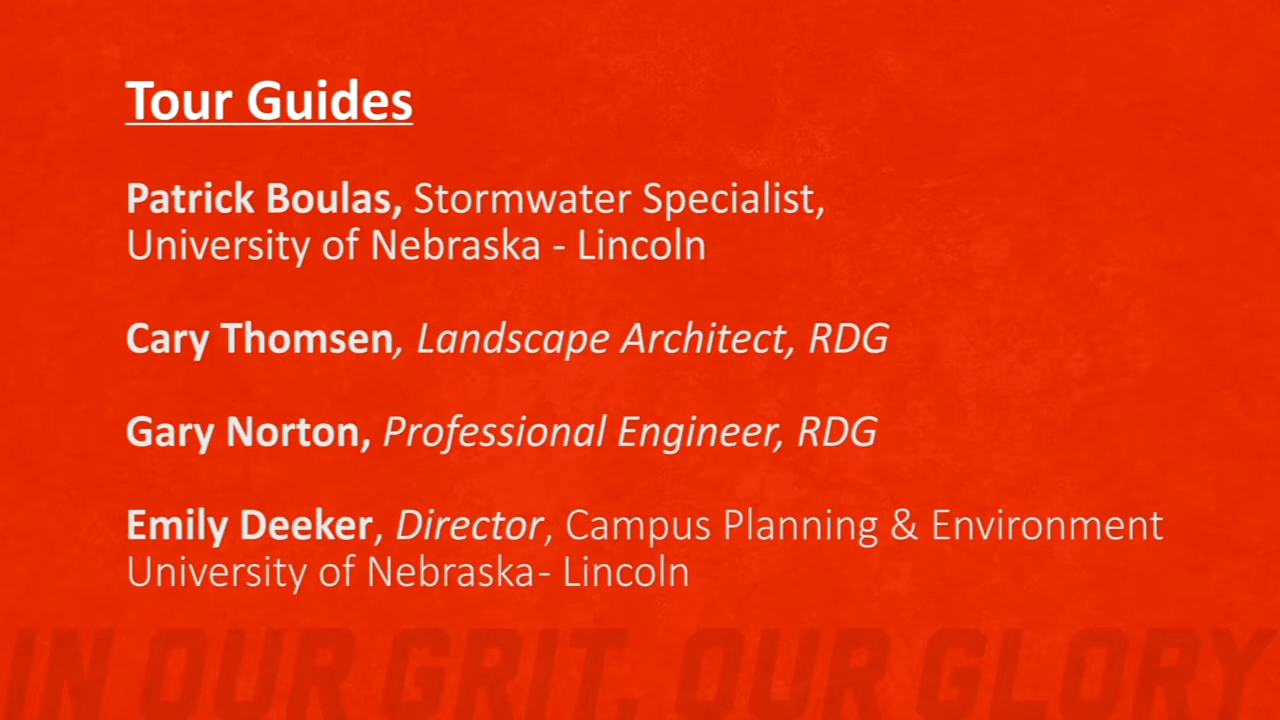 Tour Guides
Patrick Boulas, Stormwater Specialist,
University of Nebraska - Lincoln
Cary Thomsen, Landscape Architect, RDG
Gary Norton, Professional Engineer, RDG
Emily Deeker, Director, Campus Planning & Environment
University of Nebraska- Lincoln
IN OUR GRIT, OUR GLORY